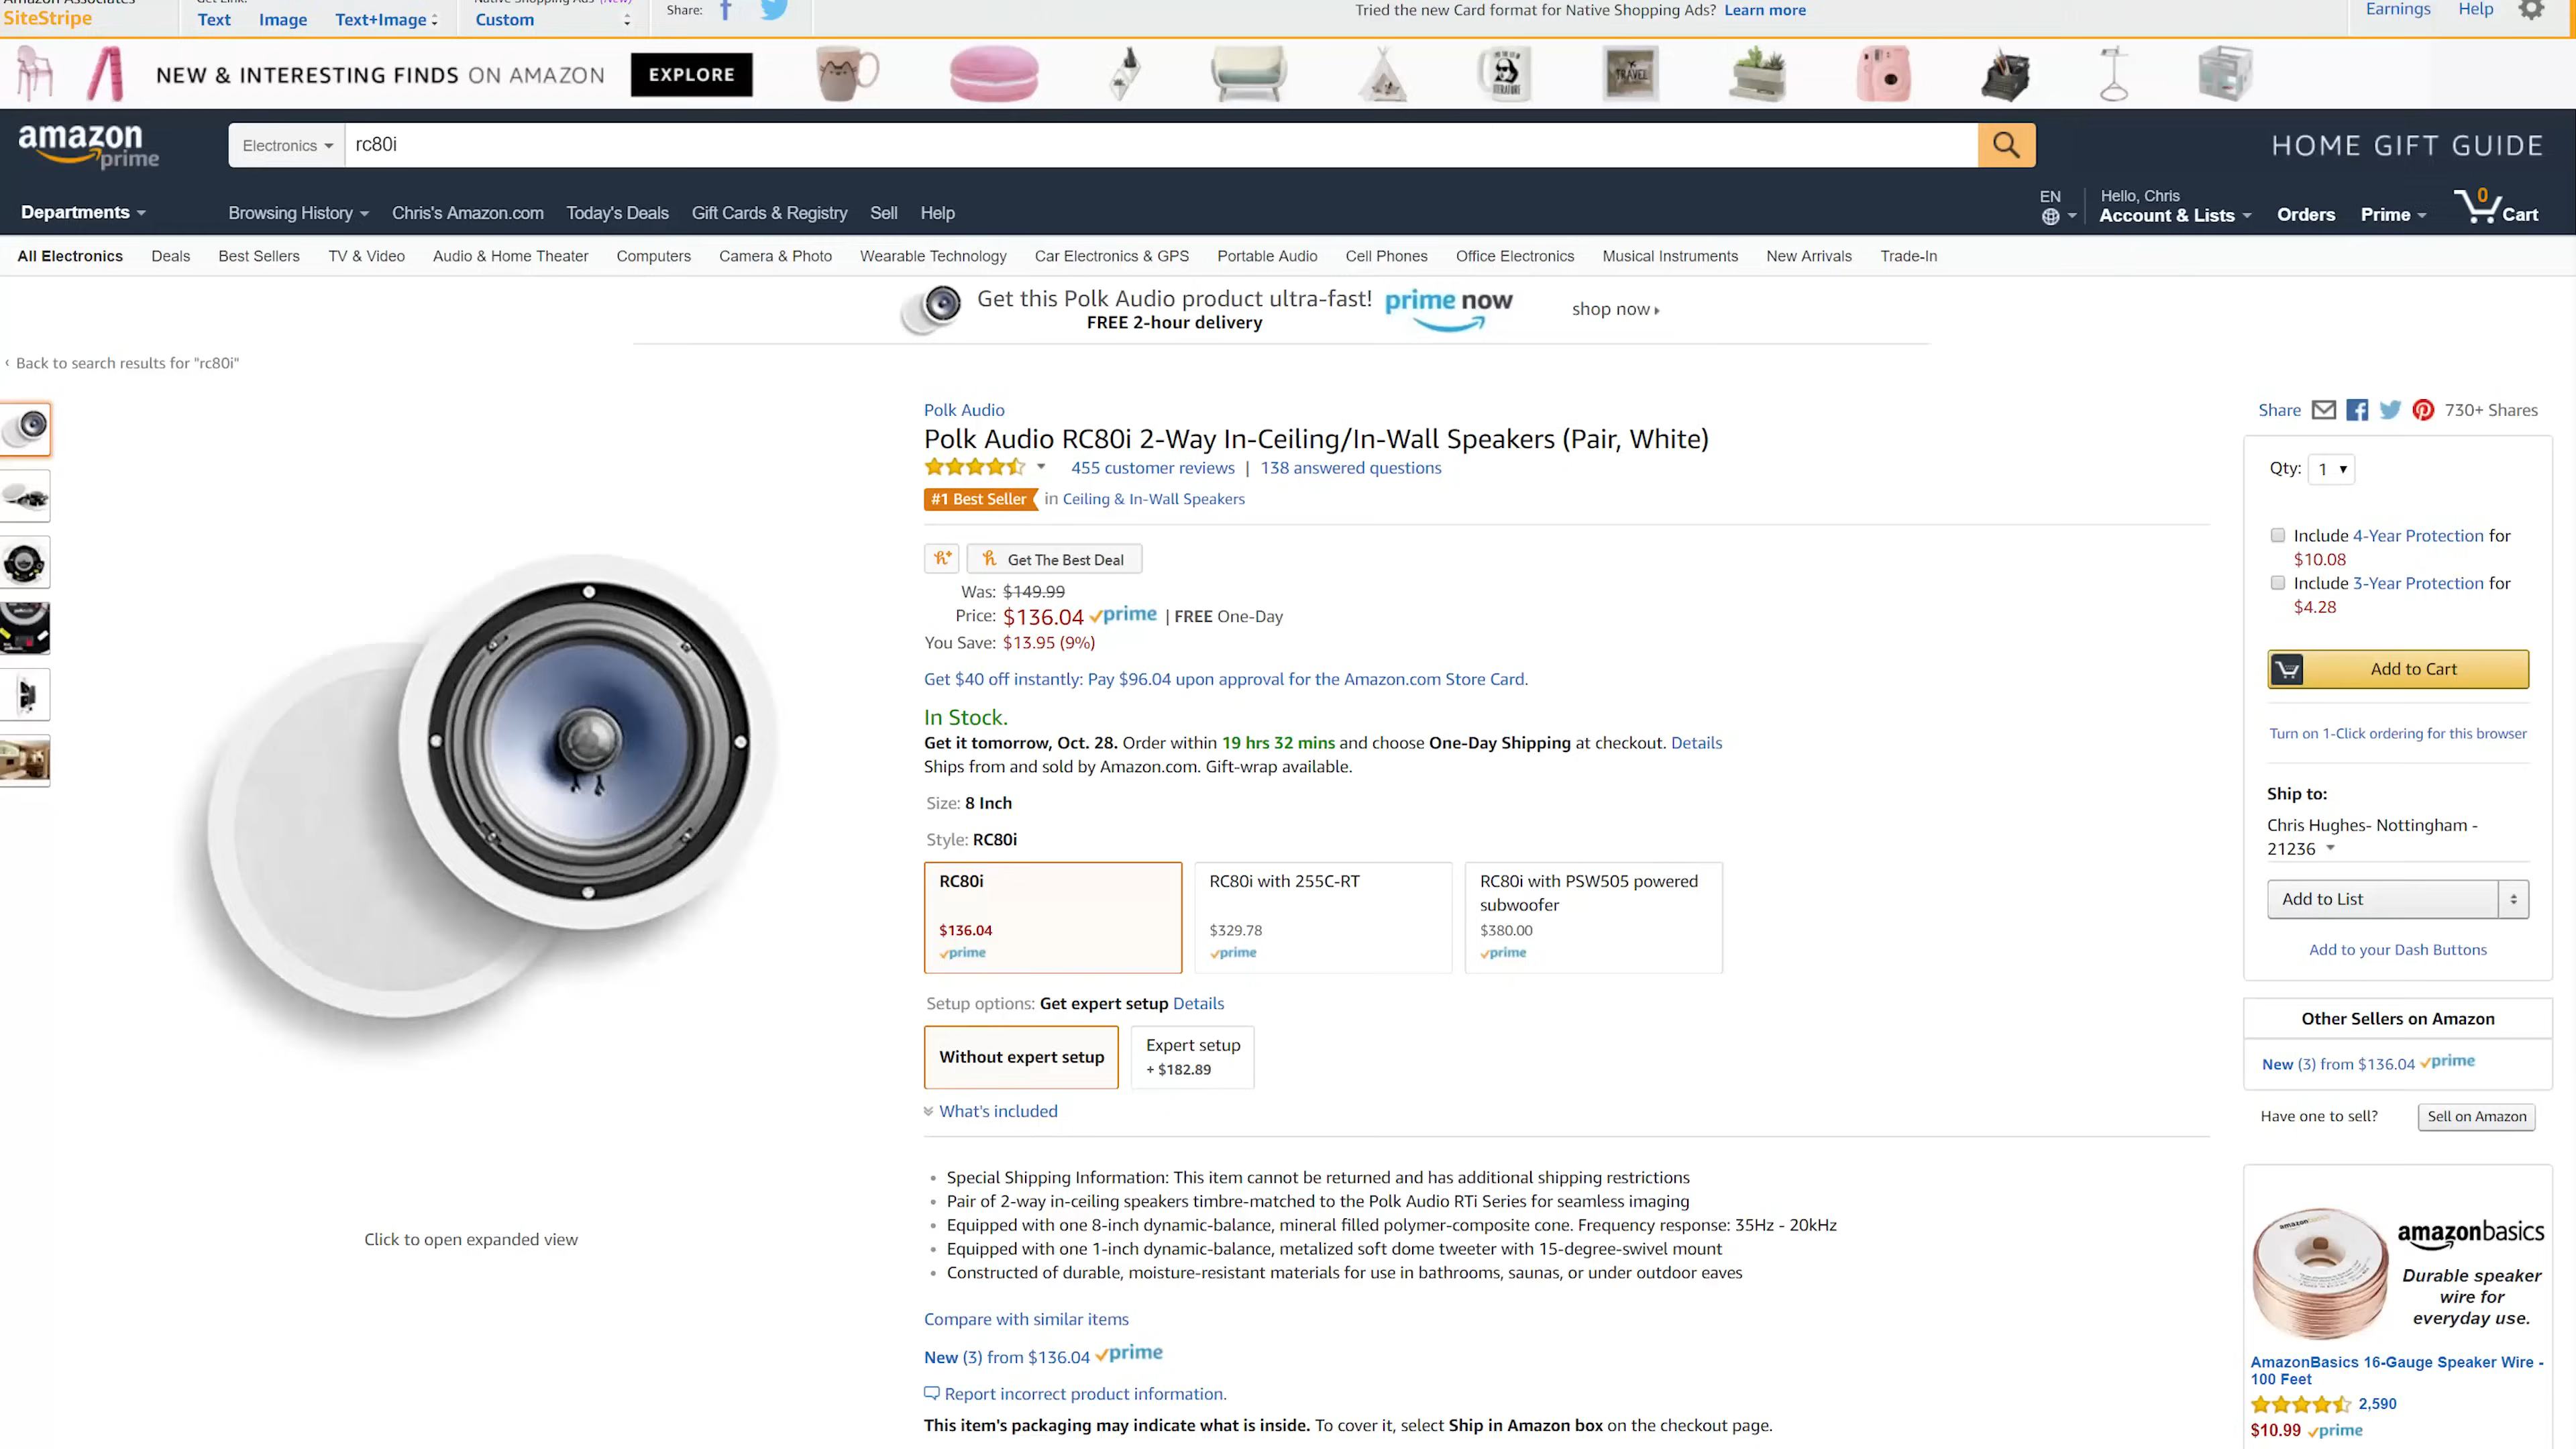 SiteStripe
Text Image Text+Image Custom
Share:
Tried the new Card format for Native Shopping Ads? Learn more
Earnings Help
NEW & INTERESTING FINDS ON AMAZON EXPLORE
TRAVEL
LITERATURE
amazon prime
Electronics rc80i
HOME GIFT GUIDE
Departments Browsing History Chris's Amazon.com Today's Deals Gift Cards & Registry Sell Help
EN
Hello, Chris
Account & Lists Orders Prime 0 Cart
All Electronics Deals Best Sellers TV & Video Audio & Home Theater Computers Camera & Photo Wearable Technology Car Electronics & GPS Portable Audio Cell Phones Office Electronics Musical Instruments New Arrivals Trade-In
Get this Polk Audio product ultra-fast! prime now shop now
FREE 2-hour delivery
‹ Back to search results for "rc80i"
Polk Audio
Polk Audio RC80i 2-Way In-Ceiling/In-Wall Speakers (Pair, White)
455 customer reviews | 138 answered questions
#1 Best Seller in Ceiling & In-Wall Speakers
Get The Best Deal
Was: $149.99
Price: $136.04 prime | FREE One-Day
You Save: $13.95 (9%)
Get $40 off instantly: Pay $96.04 upon approval for the Amazon.com Store Card.
In Stock.
Get it tomorrow, Oct. 28. Order within 19 hrs 32 mins and choose One-Day Shipping at checkout. Details
Ships from and sold by Amazon.com. Gift-wrap available.
Size: 8 Inch
Style: RC80i
RC80i
$136.04
prime
RC80i with 255C-RT
$329.78
prime
RC80i with PSW505 powered
subwoofer
$380.00
prime
Setup options: Get expert setup Details
Without expert setup
Expert setup
+ $182.89
What's included
• Special Shipping Information: This item cannot be returned and has additional shipping restrictions
• Pair of 2-way in-ceiling speakers timbre-matched to the Polk Audio RTi Series for seamless imaging
• Equipped with one 8-inch dynamic-balance, mineral filled polymer-composite cone. Frequency response: 35Hz - 20kHz
• Equipped with one 1-inch dynamic-balance, metalized soft dome tweeter with 15-degree-swivel mount
• Constructed of durable, moisture-resistant materials for use in bathrooms, saunas, or under outdoor eaves
Click to open expanded view
Compare with similar items
New (3) from $136.04 prime
Report incorrect product information.
This item's packaging may indicate what is inside. To cover it, select Ship in Amazon box on the checkout page.
Share 730+ Shares
Qty: 1
Include 4-Year Protection for
$10.08
Include 3-Year Protection for
$4.28
Add to Cart
Turn on 1-Click ordering for this browser
Ship to:
Chris Hughes- Nottingham -
21236
Add to List
Add to your Dash Buttons
Other Sellers on Amazon
New (3) from $136.04 prime
Have one to sell? Sell on Amazon
amazonbasics
Durable speaker
wire for
everyday use.
AmazonBasics 16-Gauge Speaker Wire -
100 Feet
2,590
$10.99 prime